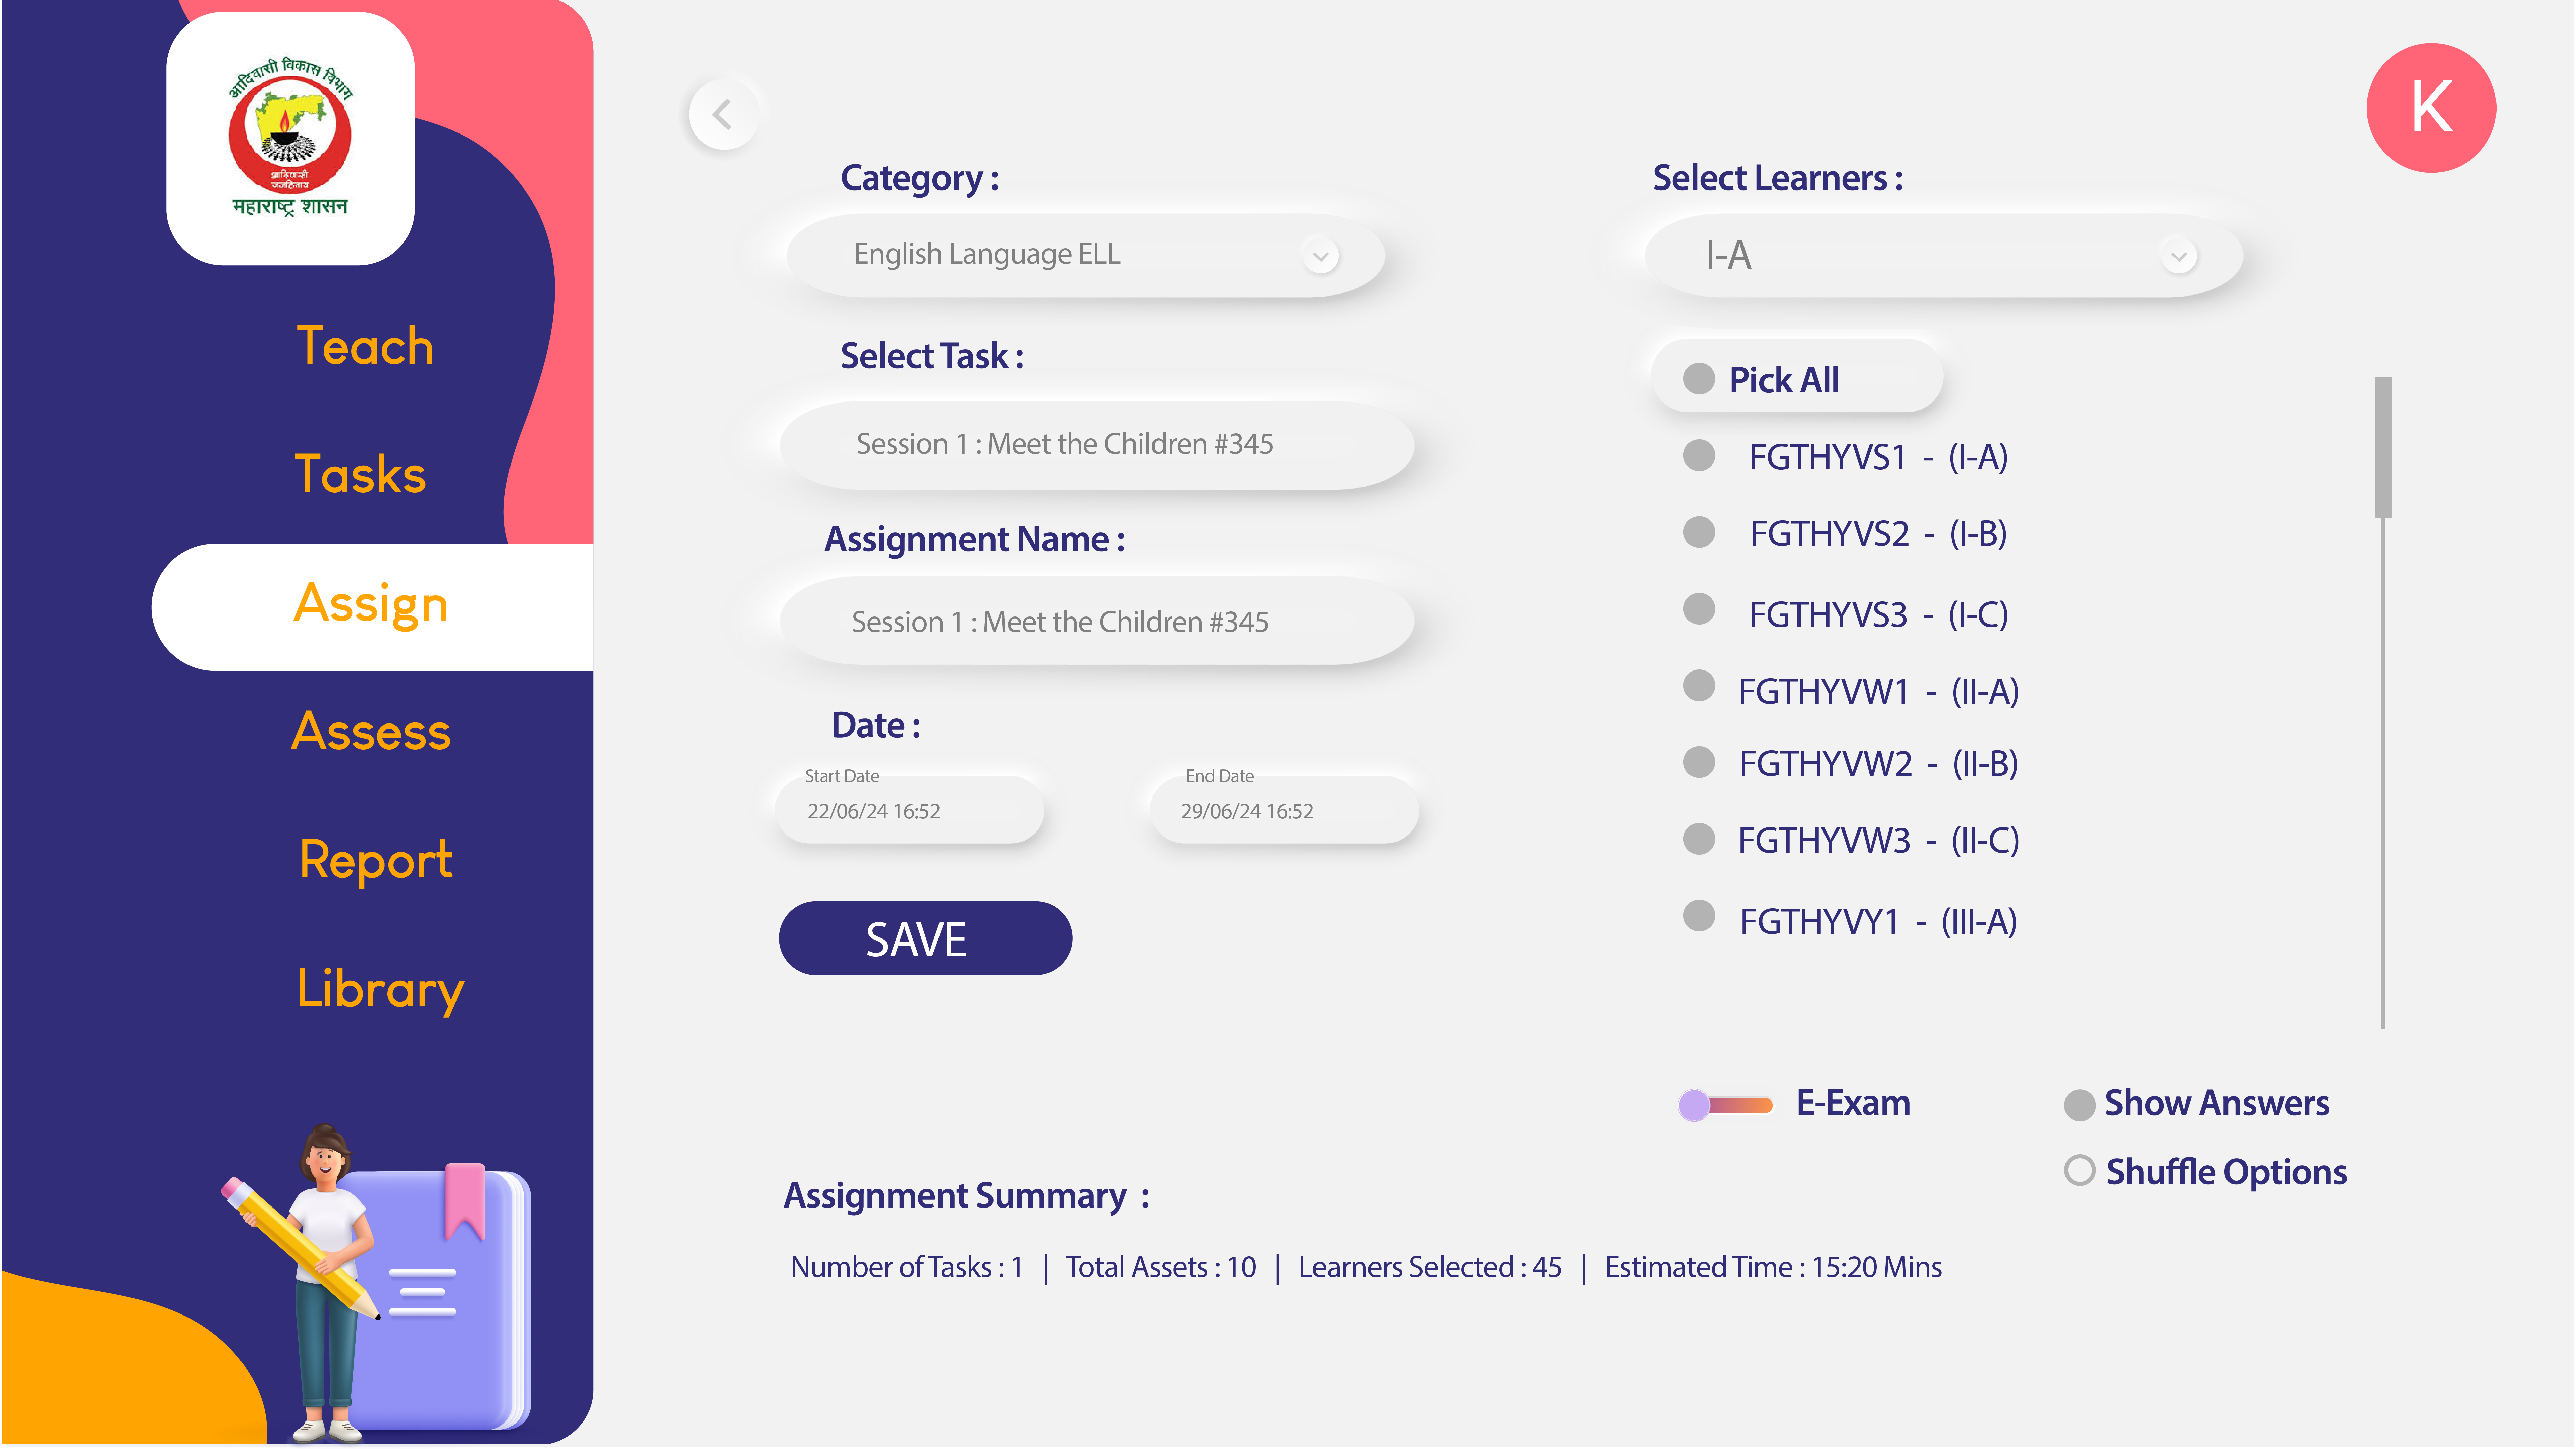 आदिवासी विकास विभाग
आदिवासी
जनहिताय
महाराष्ट्र शासन
Teach
Tasks
Assign
Assess
Report
Library
Category :
English Language ELL
Select Task :
Session 1 : Meet the Children #345
Assignment Name :
Session 1 : Meet the Children #345
Date :
Start Date
22/06/24 16:52
End Date
29/06/24 16:52
SAVE
K
Select Learners :
I-A
Pick All
FGTHYVS1 - (I-A)
FGTHYVS2 - (I-B)
FGTHYVS3 - (I-C)
FGTHYVW1 - (II-A)
FGTHYVW2 - (II-B)
FGTHYVW3 - (II-C)
FGTHYVY1 - (III-A)
E-Exam
Show Answers
Shuffle Options
Assignment Summary :
Number of Tasks : 1 | Total Assets : 10 | Learners Selected : 45 | Estimated Time : 15:20 Mins